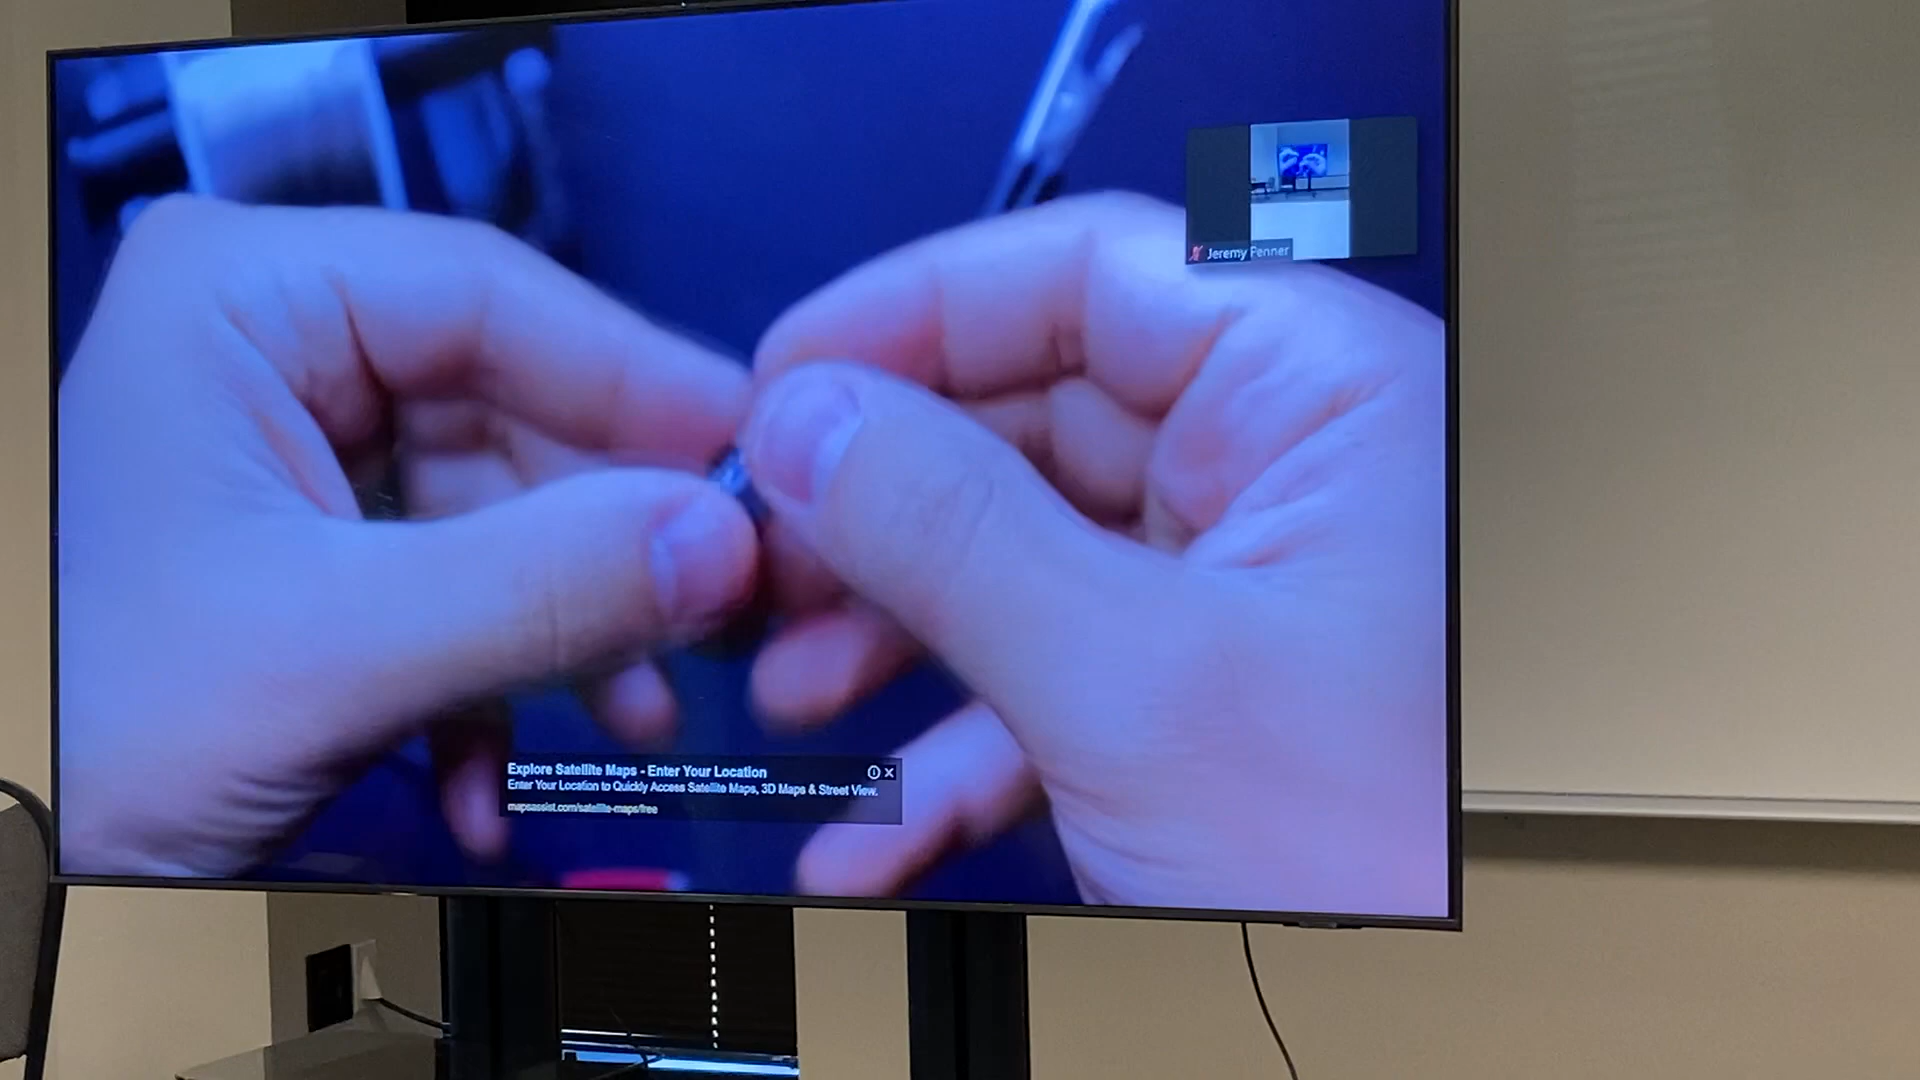 Jeremy Fenner
Explore Satellite Maps - Enter Your Location
Enter Your Location to Quickly Access Satellite Maps, 3D Maps & Street View.
mapsassist.com/satellite-maps/free